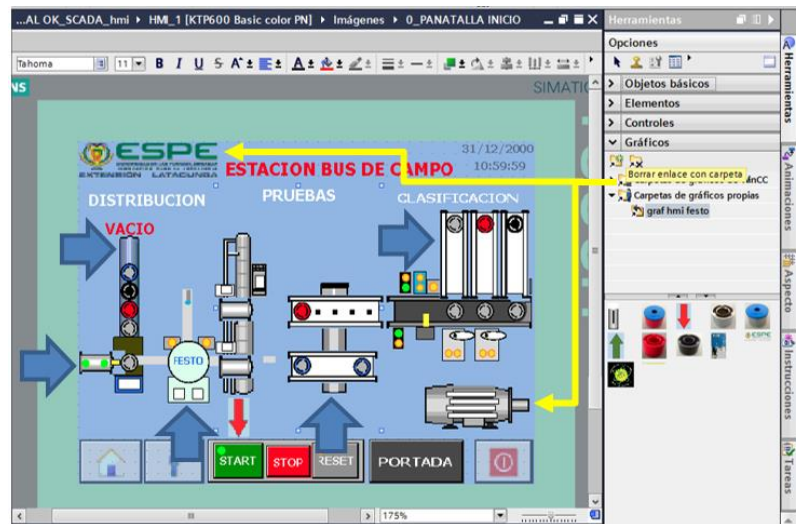 ...AL OK_SCADA_hmi ▸ HMI_1 [KTP600 Basic color PN] ▸ Imágenes ▸ 0_PANATALLA INICIO
Herramientas
Opciones
Tahoma 11 B I U S A
NS
SIMATIC
Objetos básicos
Elementos
Controles
Gráficos
Borrar enlace con carpeta
Carpetas de gráficos propias
graf hmi festo
ESPE
EXTENSIÓN LATACUNGA
31/12/2000
10:59:59
ESTACION BUS DE CAMPO
DISTRIBUCION
PRUEBAS
CLASIFICACION
VACIO
FESTO
START
STOP
RESET
PORTADA
175%
Herramientas
Animaciones
Aspecto
Instrucciones
Tareas